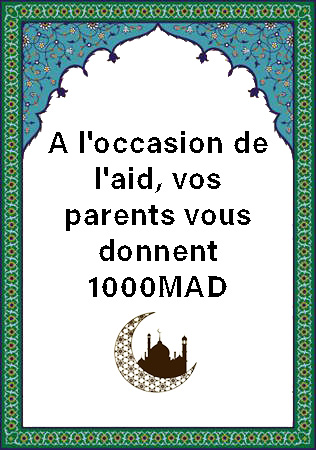 A l'occasion de
l'aid, vos
parents vous
donnent
1000MAD